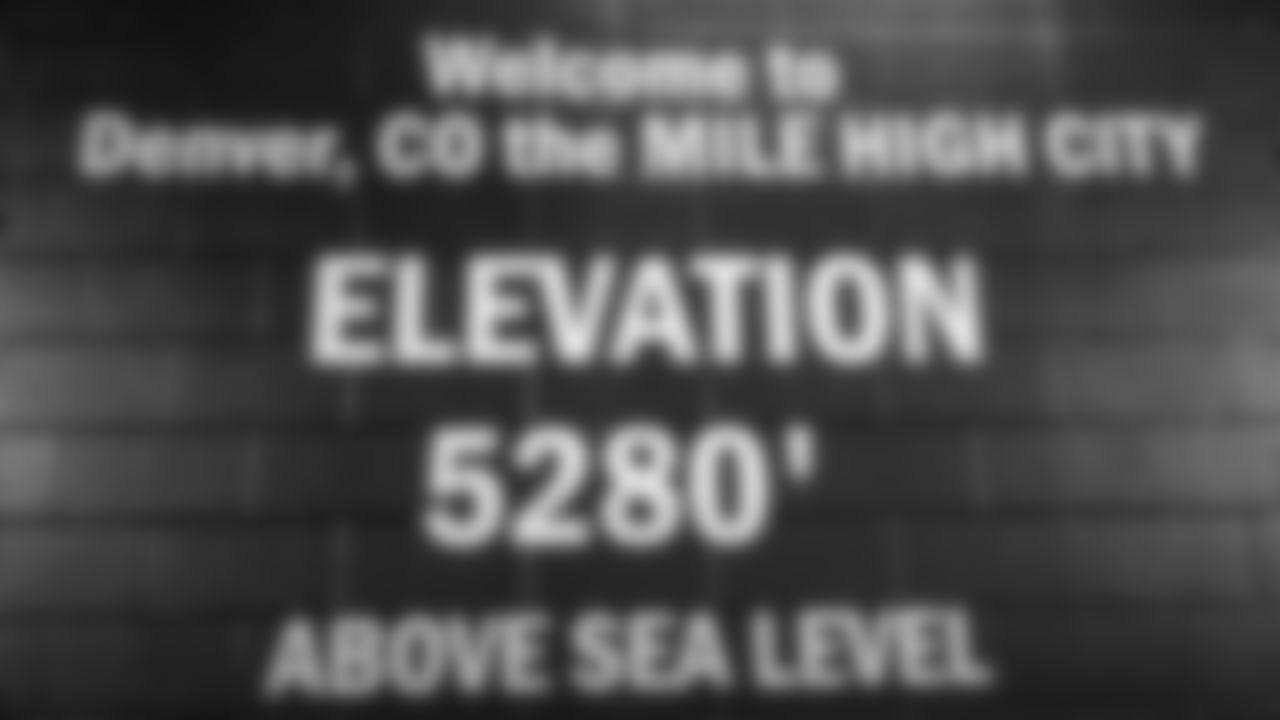 Welcome to
Denver, CO the MILE HIGH CITY
ELEVATION
5280'
ABOVE SEA LEVEL